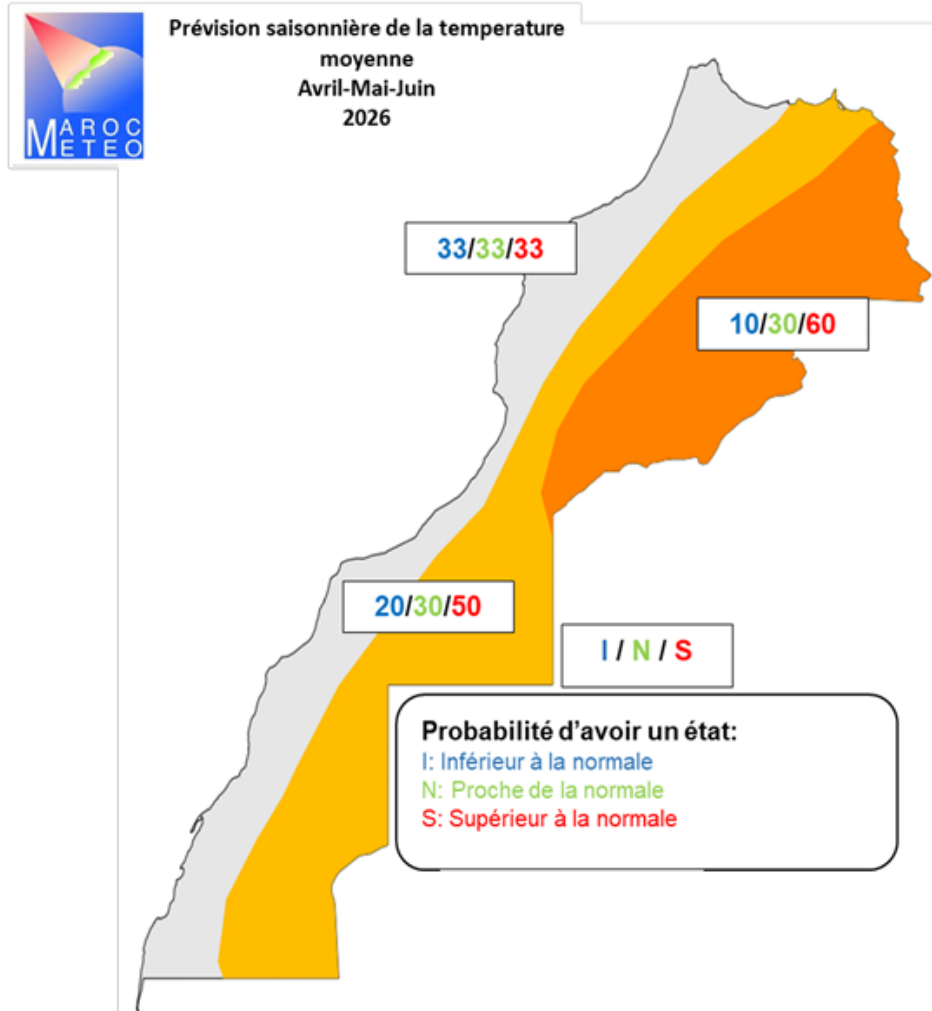 Prévision saisonnière de la temperature
moyenne
Avril-Mai-Juin
2026
MAROC
METEO
33/33/33
10/30/60
20/30/50
I / N / S
Probabilité d'avoir un état:
I: Inférieur à la normale
N: Proche de la normale
S: Supérieur à la normale